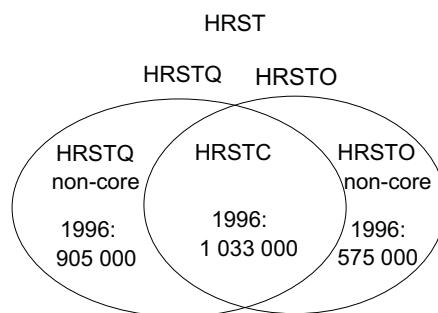 HRST
HRSTQ HRSTO
HRSTQ
non-core
1996:
905 000
HRSTC
1996:
1 033 000
HRSTO
non-core
1996:
575 000